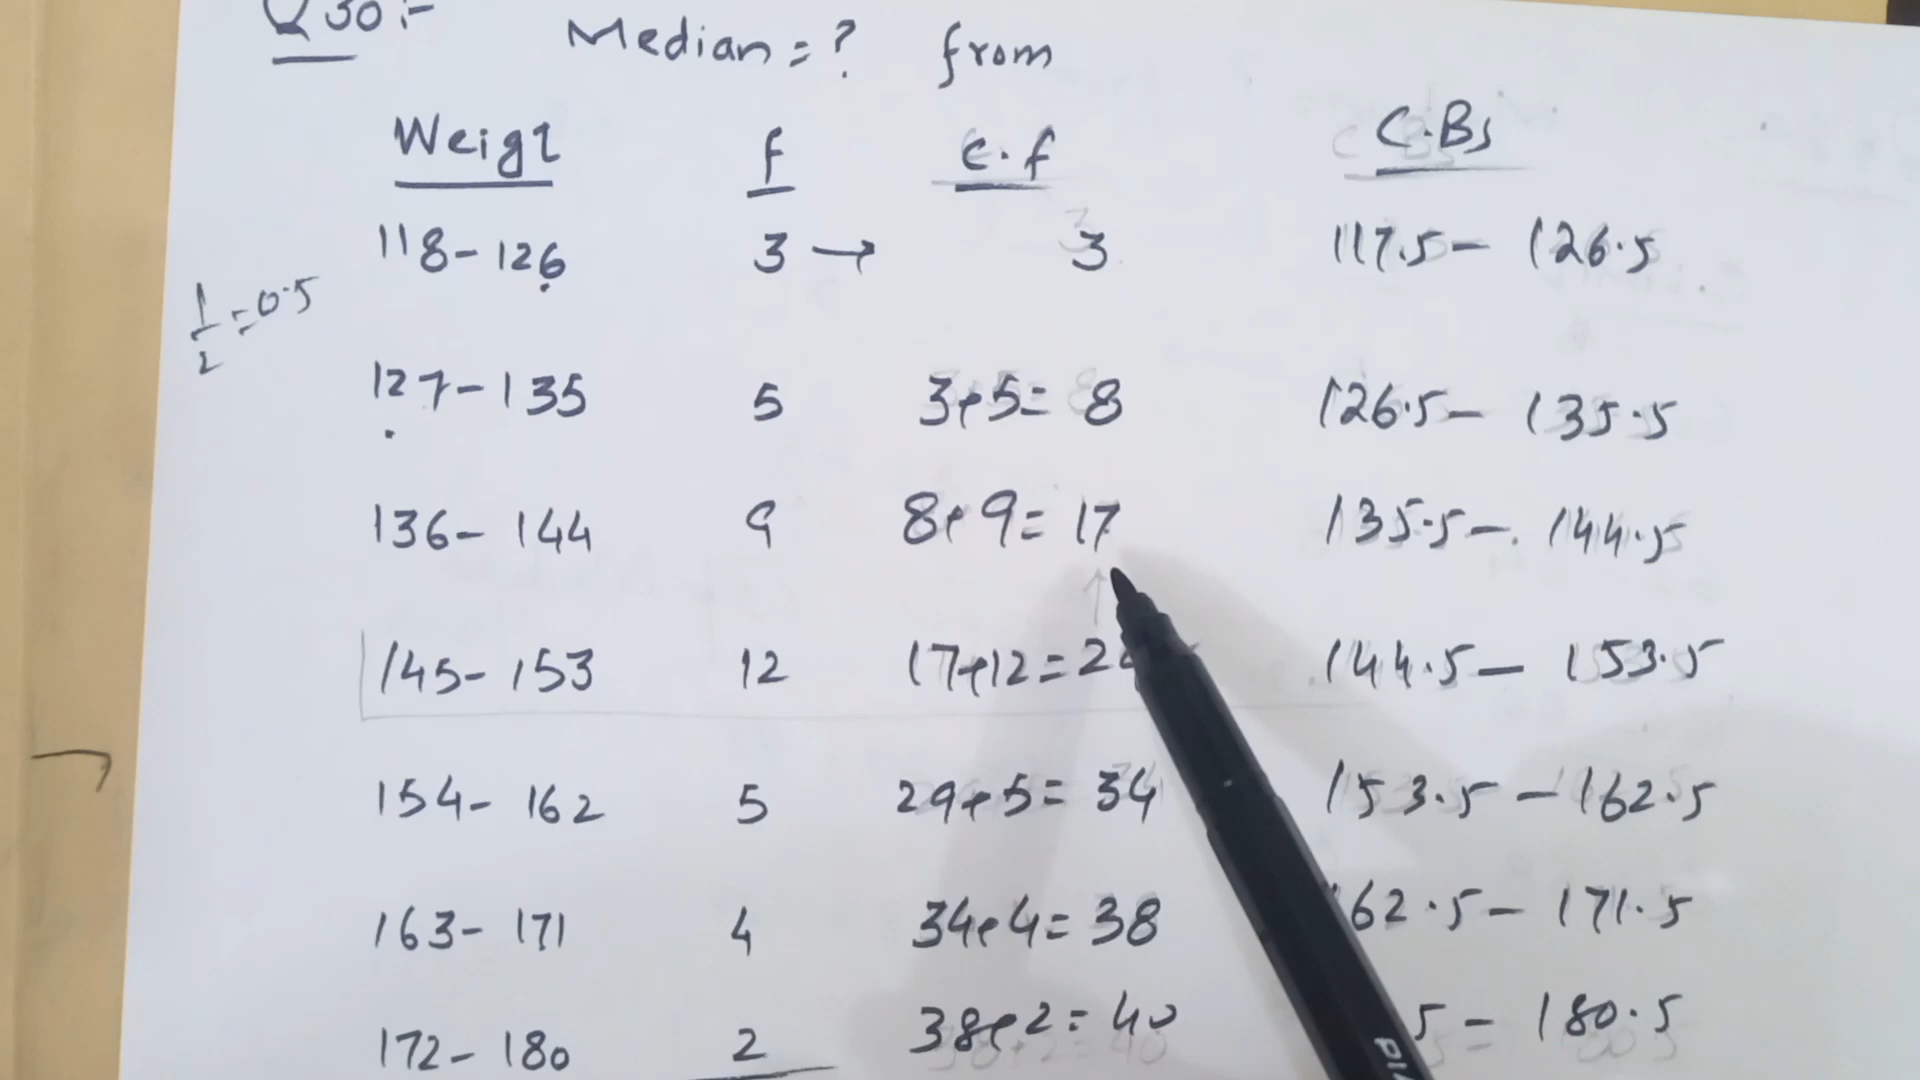 Q30:-
Median = ? from
Weigt f c.f C.Bs
118-126 3 → 3 117.5- 126.5
1/2=0.5
127-135 5 3+5= 8 126.5- 135.5
136- 144 9 8+9= 17 135.5- 144.5
145-153 12 17+12= 144.5- 153.5
154- 162 5 29+5= 34 153.5-162.5
163- 171 4 34+4= 38 62.5- 171.5
172- 180 2 38+2= 40 5= 180.5